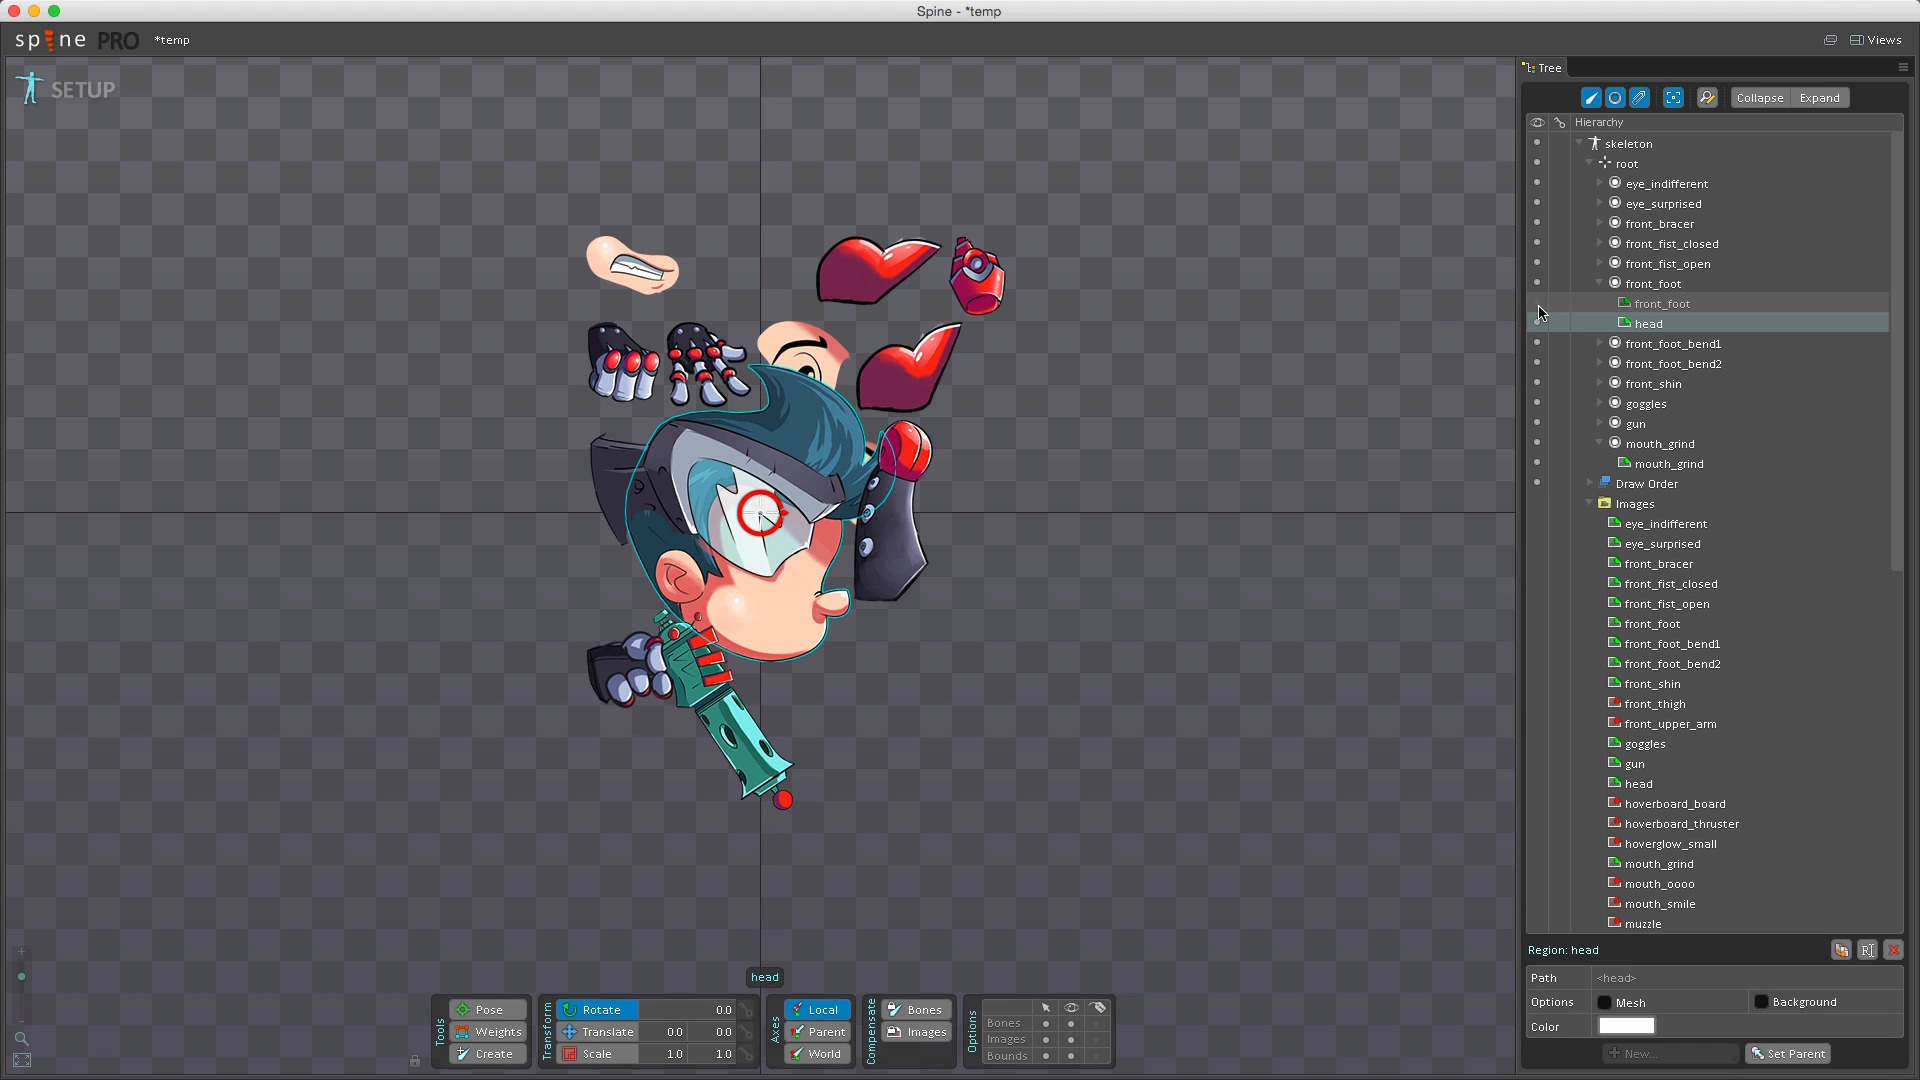 Spine - *temp
spine PRO *temp
Views
SETUP
Tree
Collapse Expand
Hierarchy
skeleton
root
eye_indifferent
eye_surprised
front_bracer
front_fist_closed
front_fist_open
front_foot
front_foot
head
front_foot_bend1
front_foot_bend2
front_shin
goggles
gun
mouth_grind
mouth_grind
Draw Order
Images
eye_indifferent
eye_surprised
front_bracer
front_fist_closed
front_fist_open
front_foot
front_foot_bend1
front_foot_bend2
front_shin
front_thigh
front_upper_arm
goggles
gun
head
hoverboard_board
hoverboard_thruster
hoverglow_small
mouth_grind
mouth_oooo
mouth_smile
muzzle
Region: head
Path <head>
Options Mesh Background
Color
New... Set Parent
head
Tools
Pose
Weights
Create
Transform
Rotate 0.0
Translate 0.0 0.0
Scale 1.0 1.0
Axes
Local
Parent
World
Compensate
Bones
Images
Options
Bones
Images
Bounds